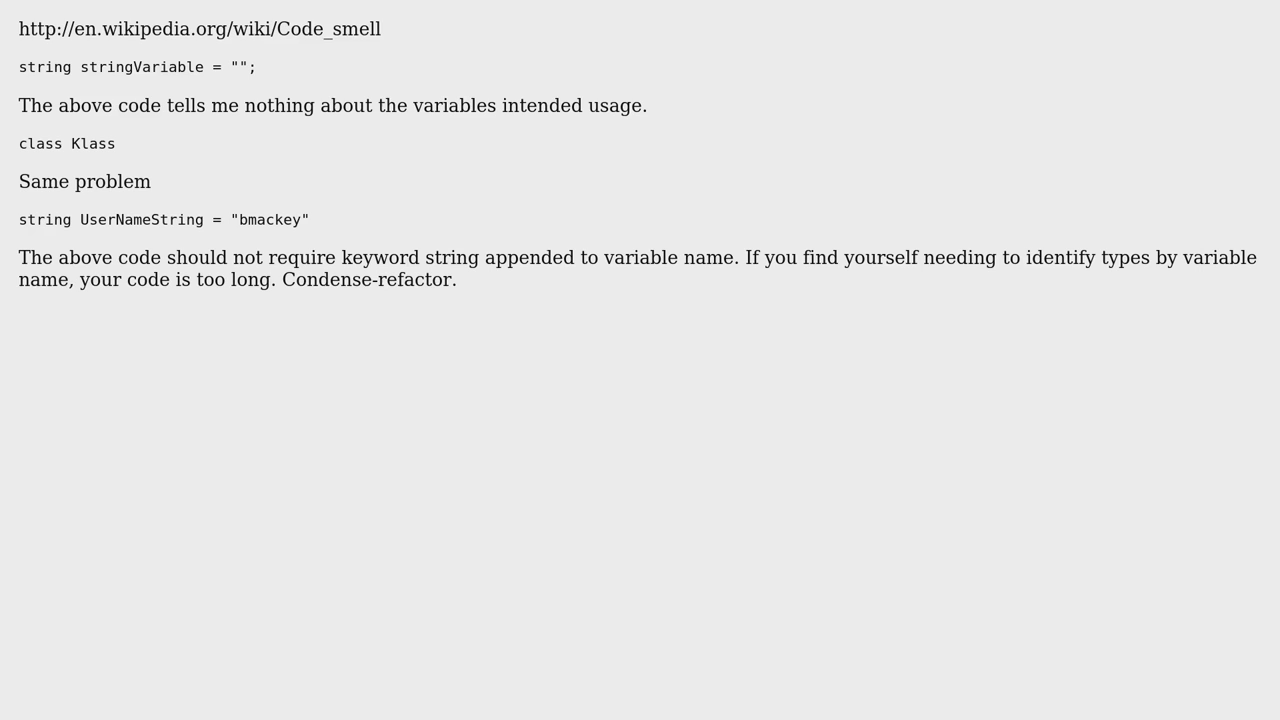 http://en.wikipedia.org/wiki/Code_smell
string stringVariable = "";
The above code tells me nothing about the variables intended usage.
class Klass
Same problem
string UserNameString = "bmackey"
The above code should not require keyword string appended to variable name. If you find yourself needing to identify types by variable
name, your code is too long. Condense-refactor.